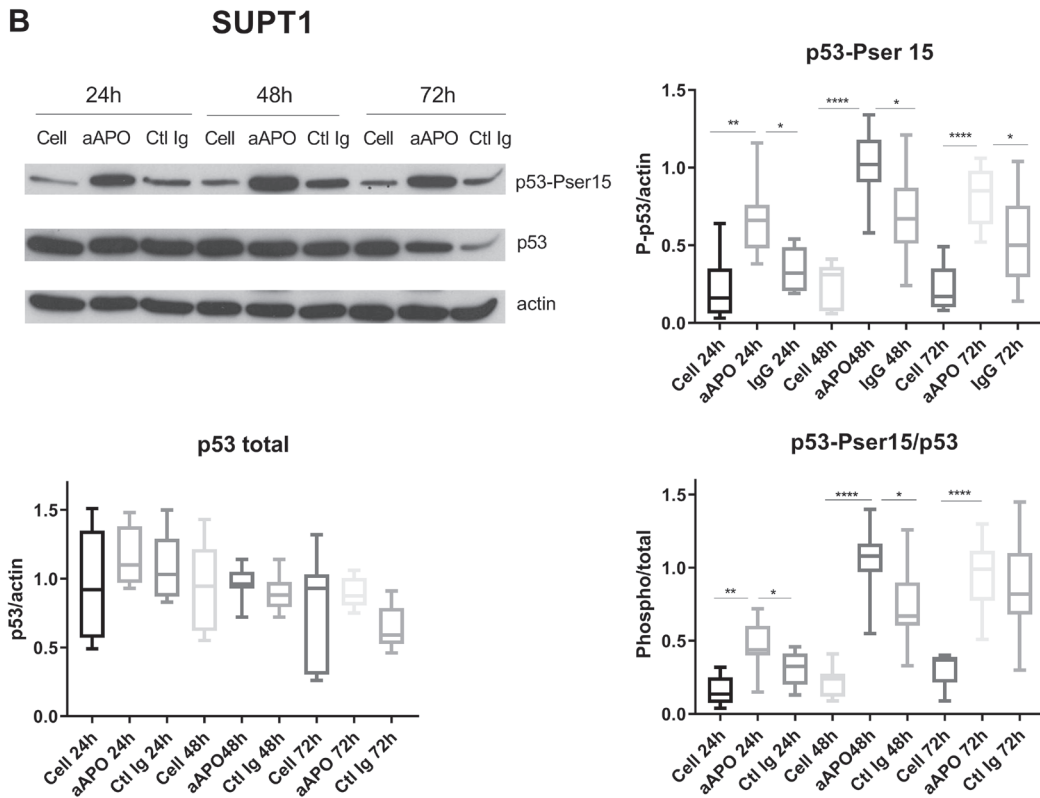 B
SUPT1
24h 48h 72h
Cell aAPO Ctl Ig Cell aAPO Ctl Ig Cell aAPO Ctl Ig
p53-Pser15
p53
actin
p53-Pser 15
P-p53/actin
1.5
1.0
0.5
0.0
** * **** * **** *
Cell 24h
aAPO 24h
IgG 24h
Cell 48h
aAPO48h
IgG 48h
Cell 72h
aAPO 72h
IgG 72h
p53 total
p53/actin
1.5
1.0
0.5
0.0
Cell 24h
aAPO 24h
Ctl Ig 24h
Cell 48h
aAPO48h
Ctl Ig 48h
Cell 72h
aAPO 72h
Ctl Ig 72h
p53-Pser15/p53
Phospho/total
1.5
1.0
0.5
0.0
** * **** * ****
Cell 24h
aAPO 24h
Ctl Ig 24h
Cell 48h
aAPO48h
Ctl Ig 48h
Cell 72h
aAPO 72h
Ctl Ig 72h